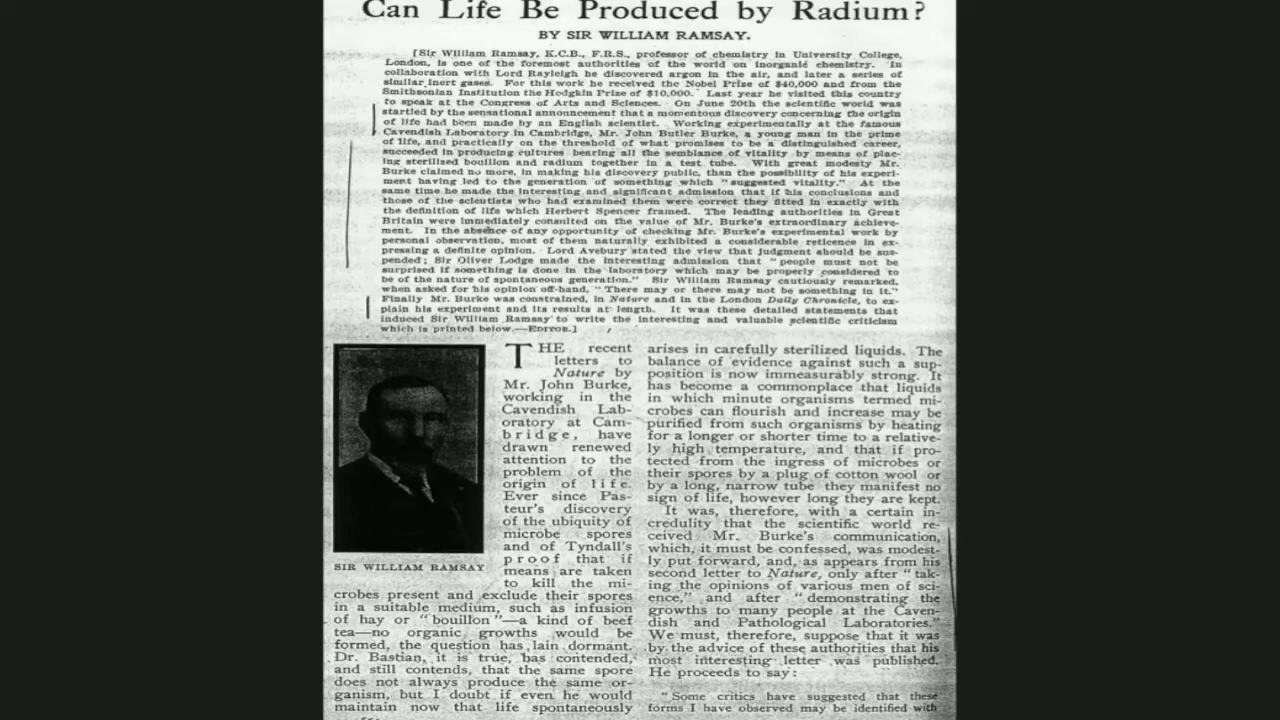 Can Life Be Produced by Radium?
BY SIR WILLIAM RAMSAY.
[Sir William Ramsay, K.C.B., F.R.S., professor of chemistry in University College,
London, is one of the foremost authorities of the world on inorganic chemistry. In
collaboration with Lord Rayleigh he discovered argon in the air, and later a series of
similar inert gases. For this work he received the Nobel Prize of $40,000 and from the
Smithsonian Institution the Hodgkin Prize of $10,000. Last year he visited this country
to speak at the Congress of Arts and Sciences. On June 20th the scientific world was
startled by the sensational announcement that a momentous discovery concerning the origin
of life had been made by an English scientist. Working experimentally at the famous
Cavendish Laboratory in Cambridge, Mr. John Butler Burke, a young man in the prime
of life, and practically on the threshold of what promises to be a distinguished career,
succeeded in producing cultures bearing all the semblance of vitality by means of plac-
ing sterilized bouillon and radium together in a test tube. With great modesty Mr.
Burke claimed no more, in making his discovery public, than the possibility of his experi-
ment having led to the generation of something which "suggested vitality." At the
same time he made the interesting and significant admission that if his conclusions and
those of the scientists who had examined them were correct they fitted in exactly with
the definition of life which Herbert Spencer framed. The leading authorities in Great
Britain were immediately consulted on the value of Mr. Burke's extraordinary achieve-
ment. In the absence of any opportunity of checking Mr. Burke's experimental work by
personal observation, most of them naturally exhibited a considerable reticence in ex-
pressing a definite opinion. Lord Avebury stated the view that judgment should be sus-
pended; Sir Oliver Lodge made the interesting admission that "people must not be
surprised if something is done in the laboratory which may be properly considered to
be of the nature of spontaneous generation." Sir William Ramsay cautiously remarked,
when asked for his opinion off-hand, "There may or there may not be something in it."
Finally Mr. Burke was constrained, in Nature and in the London Daily Chronicle, to ex-
plain his experiment and its results at length. It was these detailed statements that
induced Sir William Ramsay to write the interesting and valuable scientific criticism
which is printed below.—EDITOR.]
SIR WILLIAM RAMSAY
THE recent
letters to
Nature by
Mr. John Burke,
working in the
Cavendish Lab-
oratory at Cam-
bridge, have
drawn renewed
attention to the
problem of the
origin of life.
Ever since Pas-
teur's discovery
of the ubiquity of
microbe spores
and of Tyndall's
proof that if
means are taken
to kill the mi-
crobes present and exclude their spores
in a suitable medium, such as infusion
of hay or "bouillon"—a kind of beef
tea—no organic growths would be
formed, the question has lain dormant.
Dr. Bastian, it is true, has contended,
and still contends, that the same spore
does not always produce the same or-
ganism, but I doubt if even he would
maintain now that life spontaneously
arises in carefully sterilized liquids. The
balance of evidence against such a sup-
position is now immeasurably strong. It
has become a commonplace that liquids
in which minute organisms termed mi-
crobes can flourish and increase may be
purified from such organisms by heating
for a longer or shorter time to a relative-
ly high temperature, and that if pro-
tected from the ingress of microbes or
their spores by a plug of cotton wool or
by a long, narrow tube they manifest no
sign of life, however long they are kept.
It was, therefore, with a certain in-
credulity that the scientific world re-
ceived Mr. Burke's communication,
which, it must be confessed, was modest-
ly put forward, and, as appears from his
second letter to Nature, only after "tak-
ing the opinions of various men of sci-
ence," and after "demonstrating the
growths to many people at the Caven-
dish and Pathological Laboratories."
We must, therefore, suppose that it was
by the advice of these authorities that his
most interesting letter was published.
He proceeds to say:
"Some critics have suggested that these
forms I have observed may be identified with